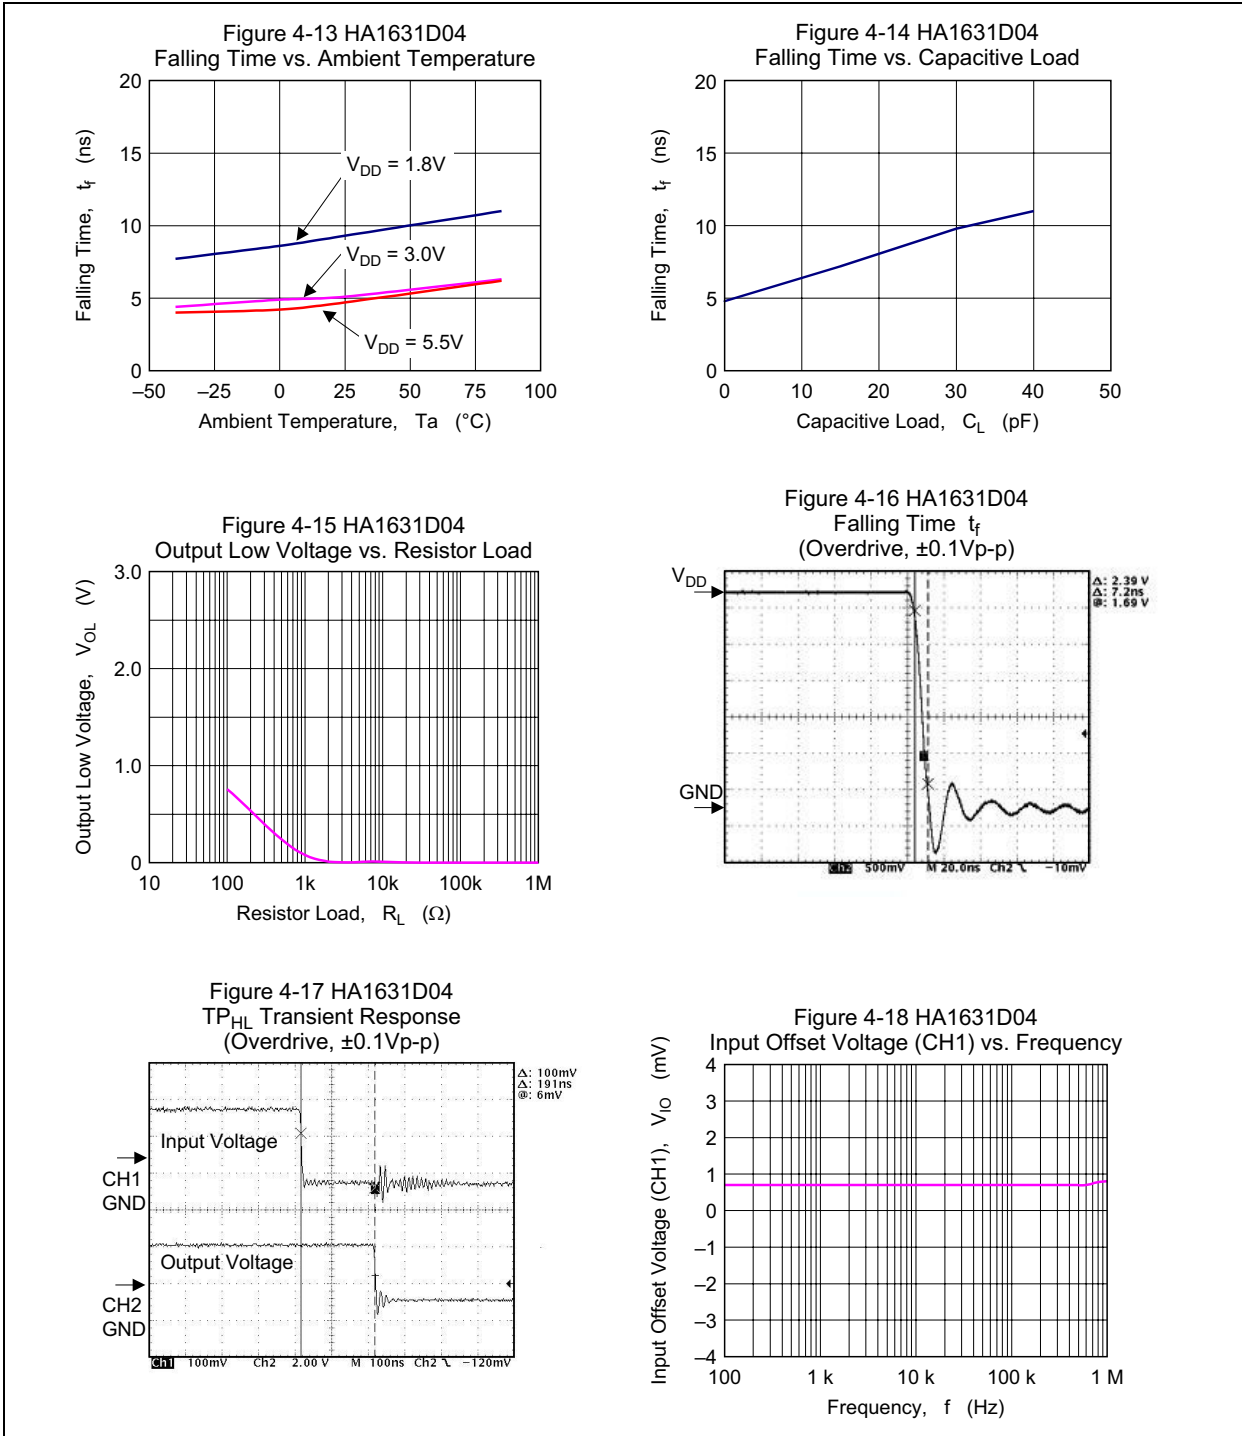 Figure 4-13 HA1631D04
Falling Time vs. Ambient Temperature
20
15
10
5
0
Falling Time, tf (ns)
VDD = 1.8V
VDD = 3.0V
VDD = 5.5V
–50 –25 0 25 50 75 100
Ambient Temperature, Ta (°C)
Figure 4-14 HA1631D04
Falling Time vs. Capacitive Load
20
15
10
5
0
Falling Time, tf (ns)
0 10 20 30 40 50
Capacitive Load, CL (pF)
Figure 4-15 HA1631D04
Output Low Voltage vs. Resistor Load
3.0
2.0
1.0
0
Output Low Voltage, VOL (V)
10 100 1k 10k 100k 1M
Resistor Load, RL (Ω)
Figure 4-16 HA1631D04
Falling Time tf
(Overdrive, ±0.1Vp-p)
VDD
GND
Δ: 2.39 V
Δ: 7.2ns
@: 1.69 V
Ch2 500mV M 20.0ns Ch2 –10mV
Figure 4-17 HA1631D04
TPHL Transient Response
(Overdrive, ±0.1Vp-p)
Δ: 100mV
Δ: 191ns
@: 6mV
Input Voltage
CH1
GND
Output Voltage
CH2
GND
Ch1 100mV Ch2 2.00 V M 100ns Ch2 –120mV
Figure 4-18 HA1631D04
Input Offset Voltage (CH1) vs. Frequency
4
3
2
1
0
–1
–2
–3
–4
Input Offset Voltage (CH1), VIO (mV)
100 1 k 10 k 100 k 1 M
Frequency, f (Hz)